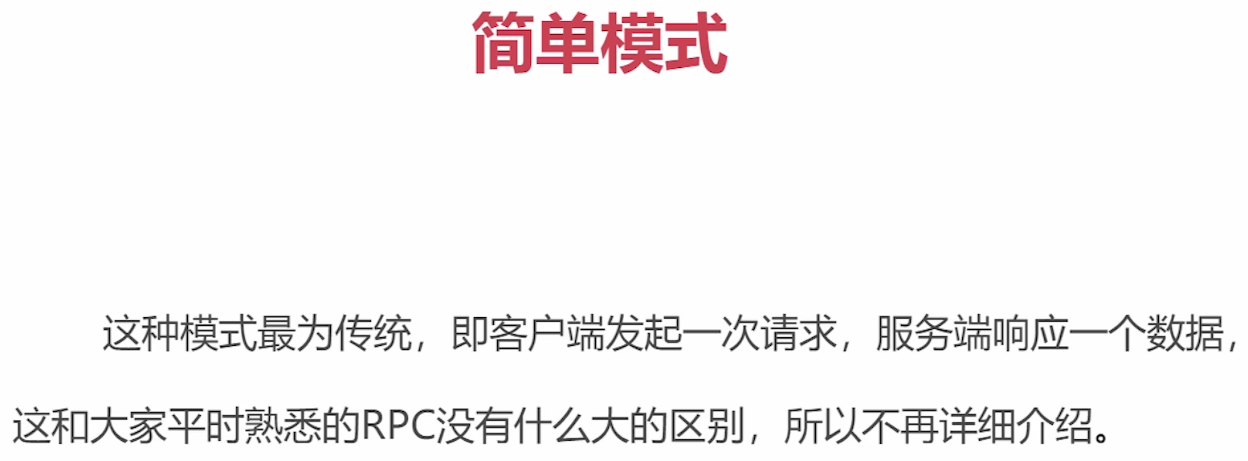 简单模式
这种模式最为传统，即客户端发起一次请求，服务端响应一个数据，
这和大家平时熟悉的RPC没有什么大的区别，所以不再详细介绍。